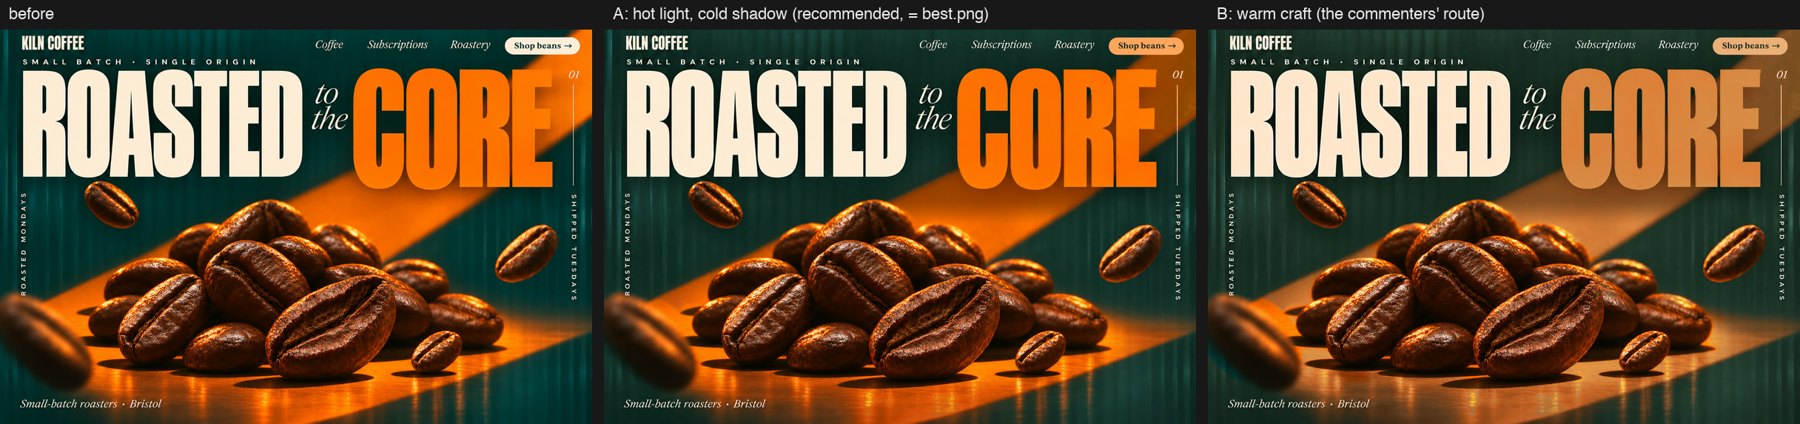 before
KILN COFFEE
Coffee Subscriptions Roastery Shop beans →
SMALL BATCH · SINGLE ORIGIN
ROASTED to the CORE
01
ROASTED MONDAYS
SHIPPED TUESDAYS
Small-batch roasters · Bristol
A: hot light, cold shadow (recommended, = best.png)
KILN COFFEE
Coffee Subscriptions Roastery Shop beans →
SMALL BATCH · SINGLE ORIGIN
ROASTED to the CORE
01
ROASTED MONDAYS
SHIPPED TUESDAYS
Small-batch roasters · Bristol
B: warm craft (the commenters' route)
KILN COFFEE
Coffee Subscriptions Roastery Shop beans →
SMALL BATCH · SINGLE ORIGIN
ROASTED to the CORE
01
ROASTED MONDAYS
SHIPPED TUESDAYS
Small-batch roasters · Bristol